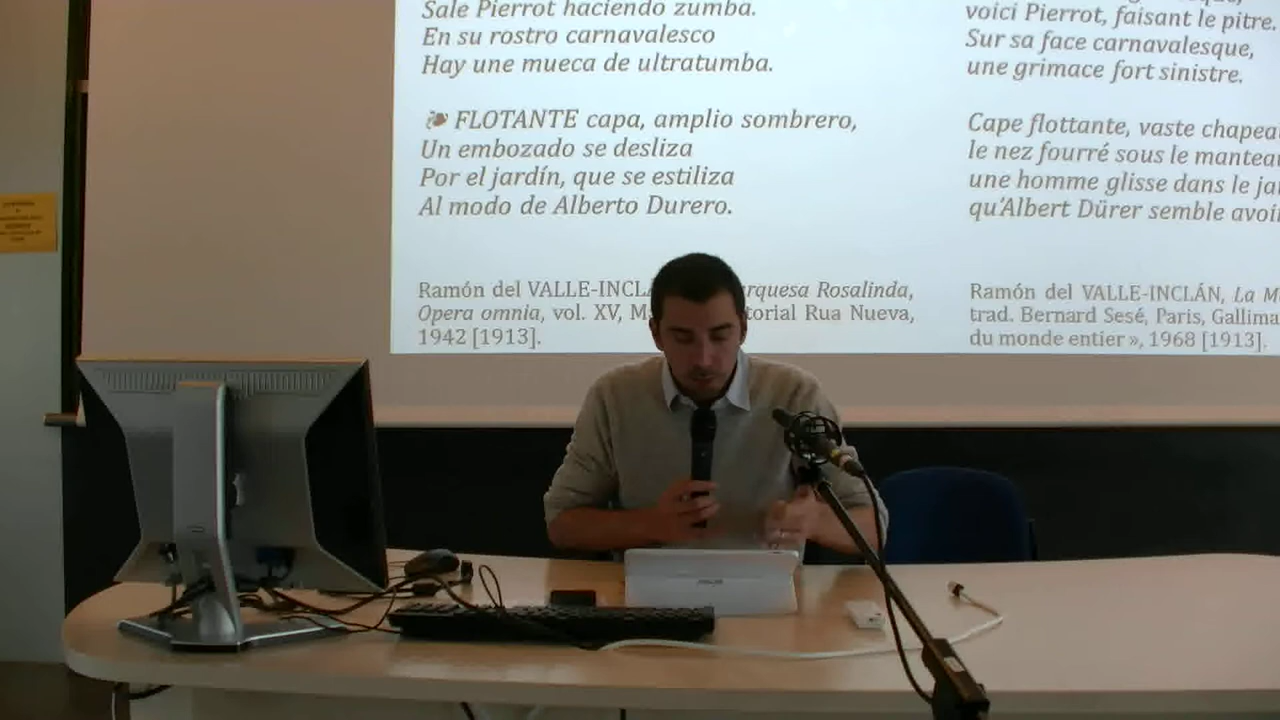 Sale Pierrot haciendo zumba.
En su rostro carnavalesco
Hay une mueca de ultratumba.
FLOTANTE capa, amplio sombrero,
Un embozado se desliza
Por el jardín, que se estiliza
Al modo de Alberto Durero.
Ramón del VALLE-INCLÁ rquesa Rosalinda,
Opera omnia, vol. XV, torial Rua Nueva,
1942 [1913].
voici Pierrot, faisant le pitre.
Sur sa face carnavalesque,
une grimace fort sinistre.
Cape flottante, vaste chapea
le nez fourré sous le mantea
une homme glisse dans le ja
qu'Albert Dürer semble avoi
Ramón del VALLE-INCLÁN, La M
trad. Bernard Sesé, Paris, Gallima
du monde entier », 1968 [1913].